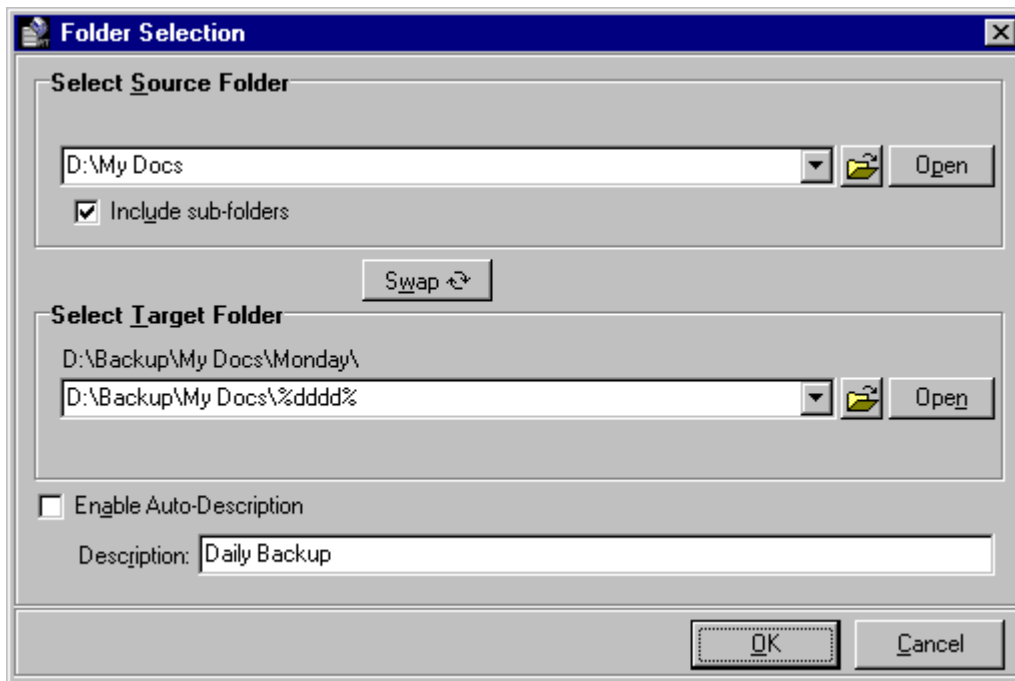 Folder Selection
Select Source Folder
D:\My Docs
Open
Include sub-folders
Swap
Select Target Folder
D:\Backup\My Docs\Monday\
D:\Backup\My Docs\%dddd%
Open
Enable Auto-Description
Description: Daily Backup
OK Cancel